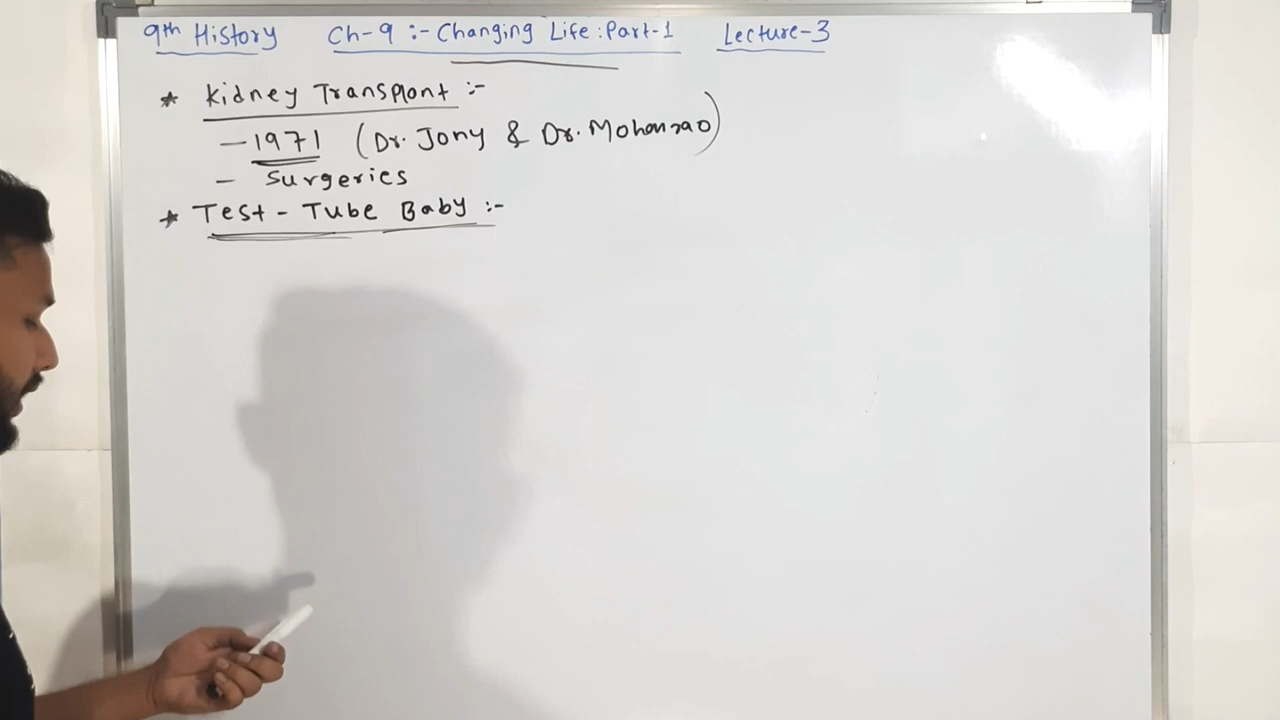 9th History Ch-9 :- Changing Life : Part-1 Lecture-3
* Kidney Transplant :-
- 1971 (Dr. Jony & Dr. Mohanrao)
- Surgeries
* Test - Tube Baby :-